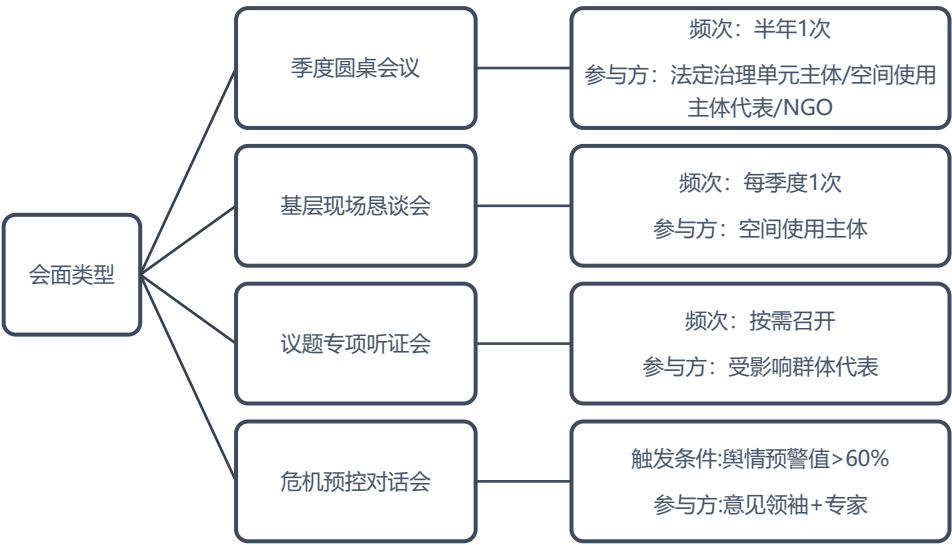 会面类型
季度圆桌会议
频次：半年1次
参与方：法定治理单元主体/空间使用
主体代表/NGO
基层现场恳谈会
频次：每季度1次
参与方：空间使用主体
议题专项听证会
频次：按需召开
参与方：受影响群体代表
危机预控对话会
触发条件:舆情预警值>60%
参与方:意见领袖+专家